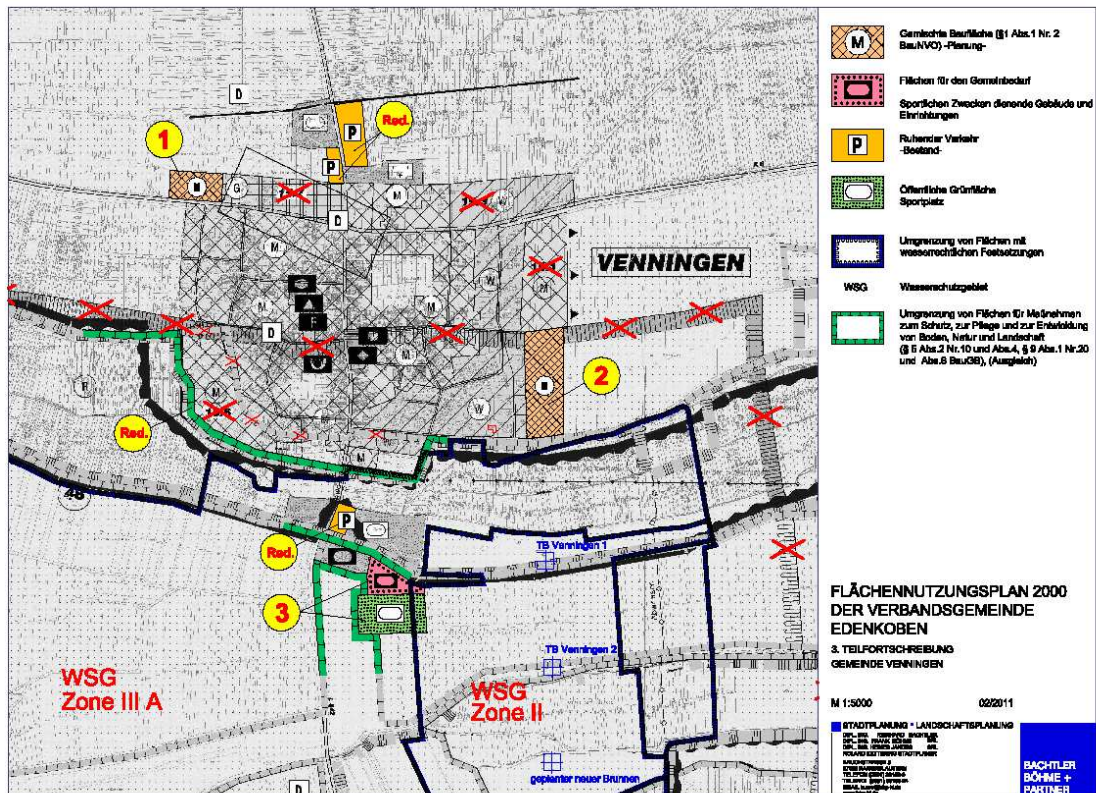 D
P
Red.
1
P
M
G
M
W
D
M
VENNINGEN
M
W
M
M
M
D
F
M
M
2
M
W
Red.
M
48
P
Red.
TB Venningen 1
3
TB Venningen 2
WSG
Zone III A
WSG
Zone II
geplanter neuer Brunnen
D
M
Gemischte Baufläche (§1 Abs.1 Nr. 2
BauNVO) -Planung-
Flächen für den Gemeinbedarf
Sportlichen Zwecken dienende Gebäude und
Einrichtungen
P
Ruhender Verkehr
-Bestand-
Öffentliche Grünfläche
Sportplatz
Umgrenzung von Flächen mit
wasserrechtlichen Festsetzungen
WSG
Wasserschutzgebiet
Umgrenzung von Flächen für Maßnahmen
zum Schutz, zur Pflege und zur Entwicklung
von Boden, Natur und Landschaft
(§ 5 Abs.2 Nr.10 und Abs.4, § 9 Abs.1 Nr.20
und Abs.6 BauGB), (Ausgleich)
FLÄCHENNUTZUNGSPLAN 2000
DER VERBANDSGEMEINDE
EDENKOBEN
3. TEILFORTSCHREIBUNG
GEMEINDE VENNINGEN
M 1:5000
02/2011
STADTPLANUNG * LANDSCHAFTSPLANUNG
BACHTLER
BÖHME +
PARTNER